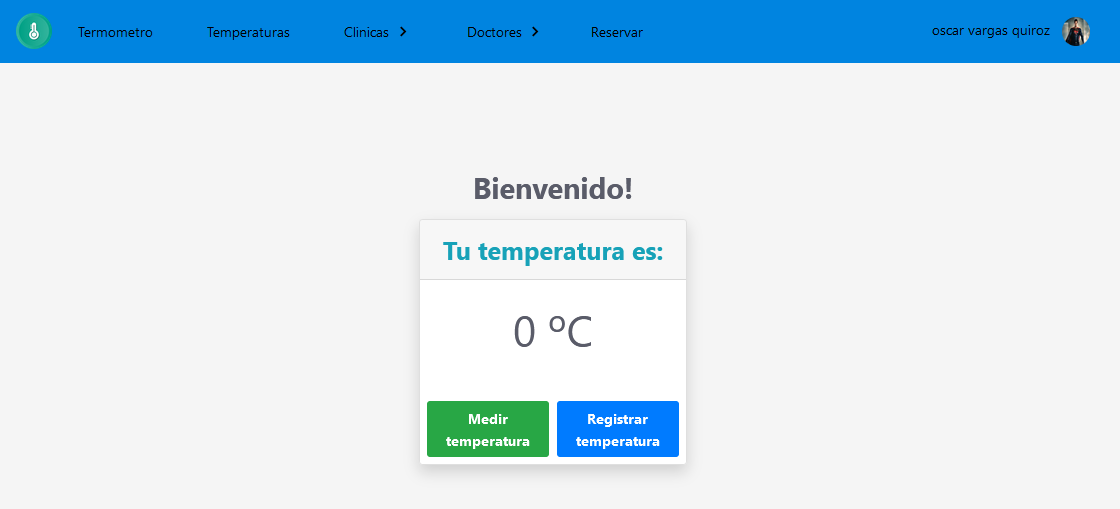 Termometro Temperaturas Clinicas Doctores Reservar oscar vargas quiroz
Bienvenido!
Tu temperatura es:
0 ºC
Medir temperatura
Registrar temperatura